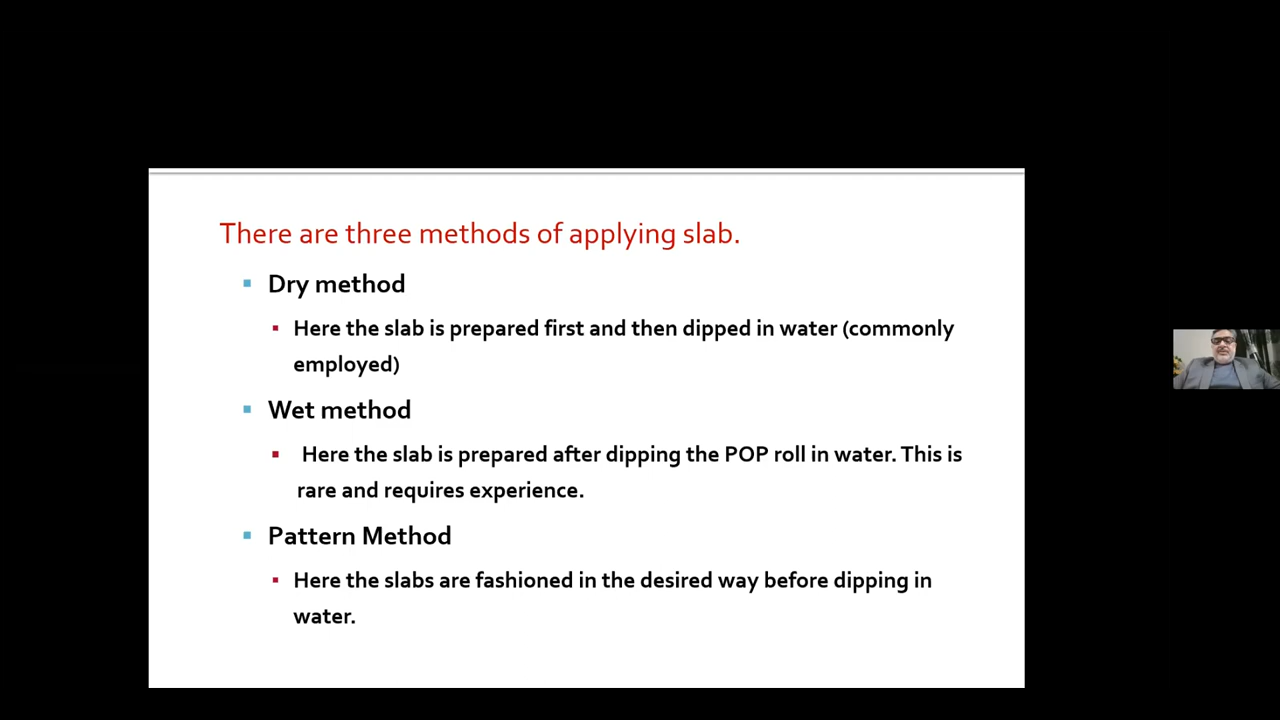 There are three methods of applying slab.
Dry method
Here the slab is prepared first and then dipped in water (commonly
employed)
Wet method
Here the slab is prepared after dipping the POP roll in water. This is
rare and requires experience.
Pattern Method
Here the slabs are fashioned in the desired way before dipping in
water.